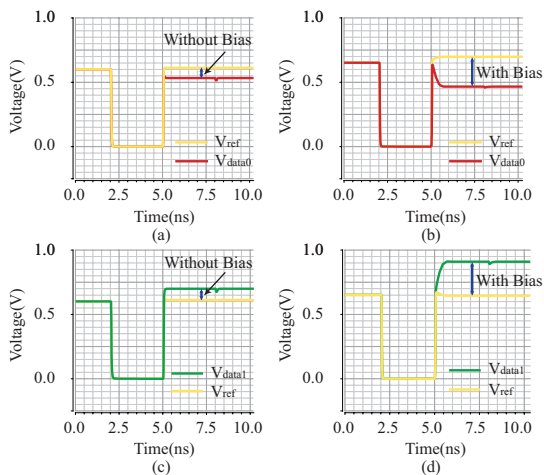 1.0
Without Bias
0.5
Voltage(V)
0.0
Vref
Vdata0
0.0 2.5 5.0 7.5 10.0
Time(ns)
(a)
1.0
0.5
With Bias
Voltage(V)
0.0
Vref
Vdata0
0.0 2.5 5.0 7.5 10.0
Time(ns)
(b)
1.0
Without Bias
0.5
Voltage(V)
0.0
Vdata1
Vref
0.0 2.5 5.0 7.5 10.0
Time(ns)
(c)
1.0
With Bias
0.5
Voltage(V)
0.0
Vdata1
Vref
0.0 2.5 5.0 7.5 10.0
Time(ns)
(d)